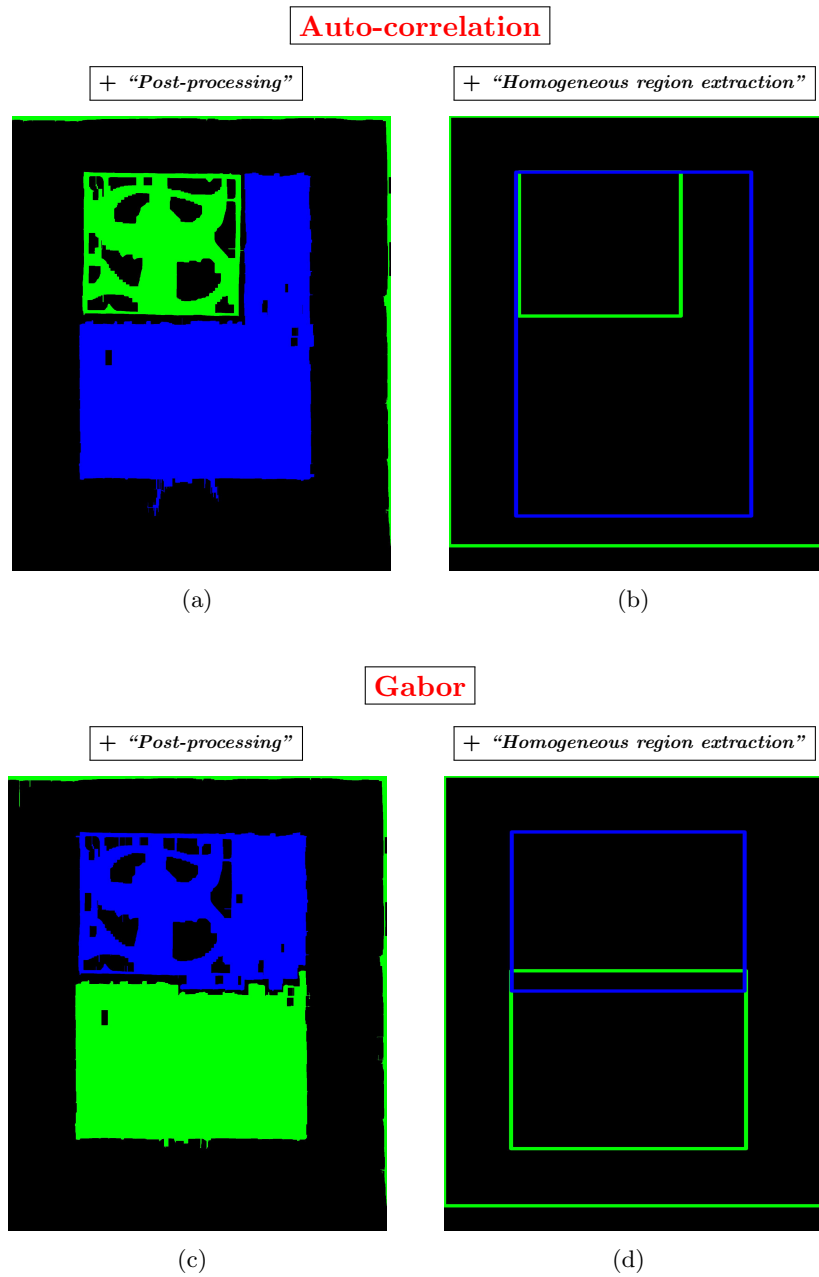 Auto-correlation
+ “Post-processing” + “Homogeneous region extraction”
(a) (b)
Gabor
+ “Post-processing” + “Homogeneous region extraction”
(c) (d)